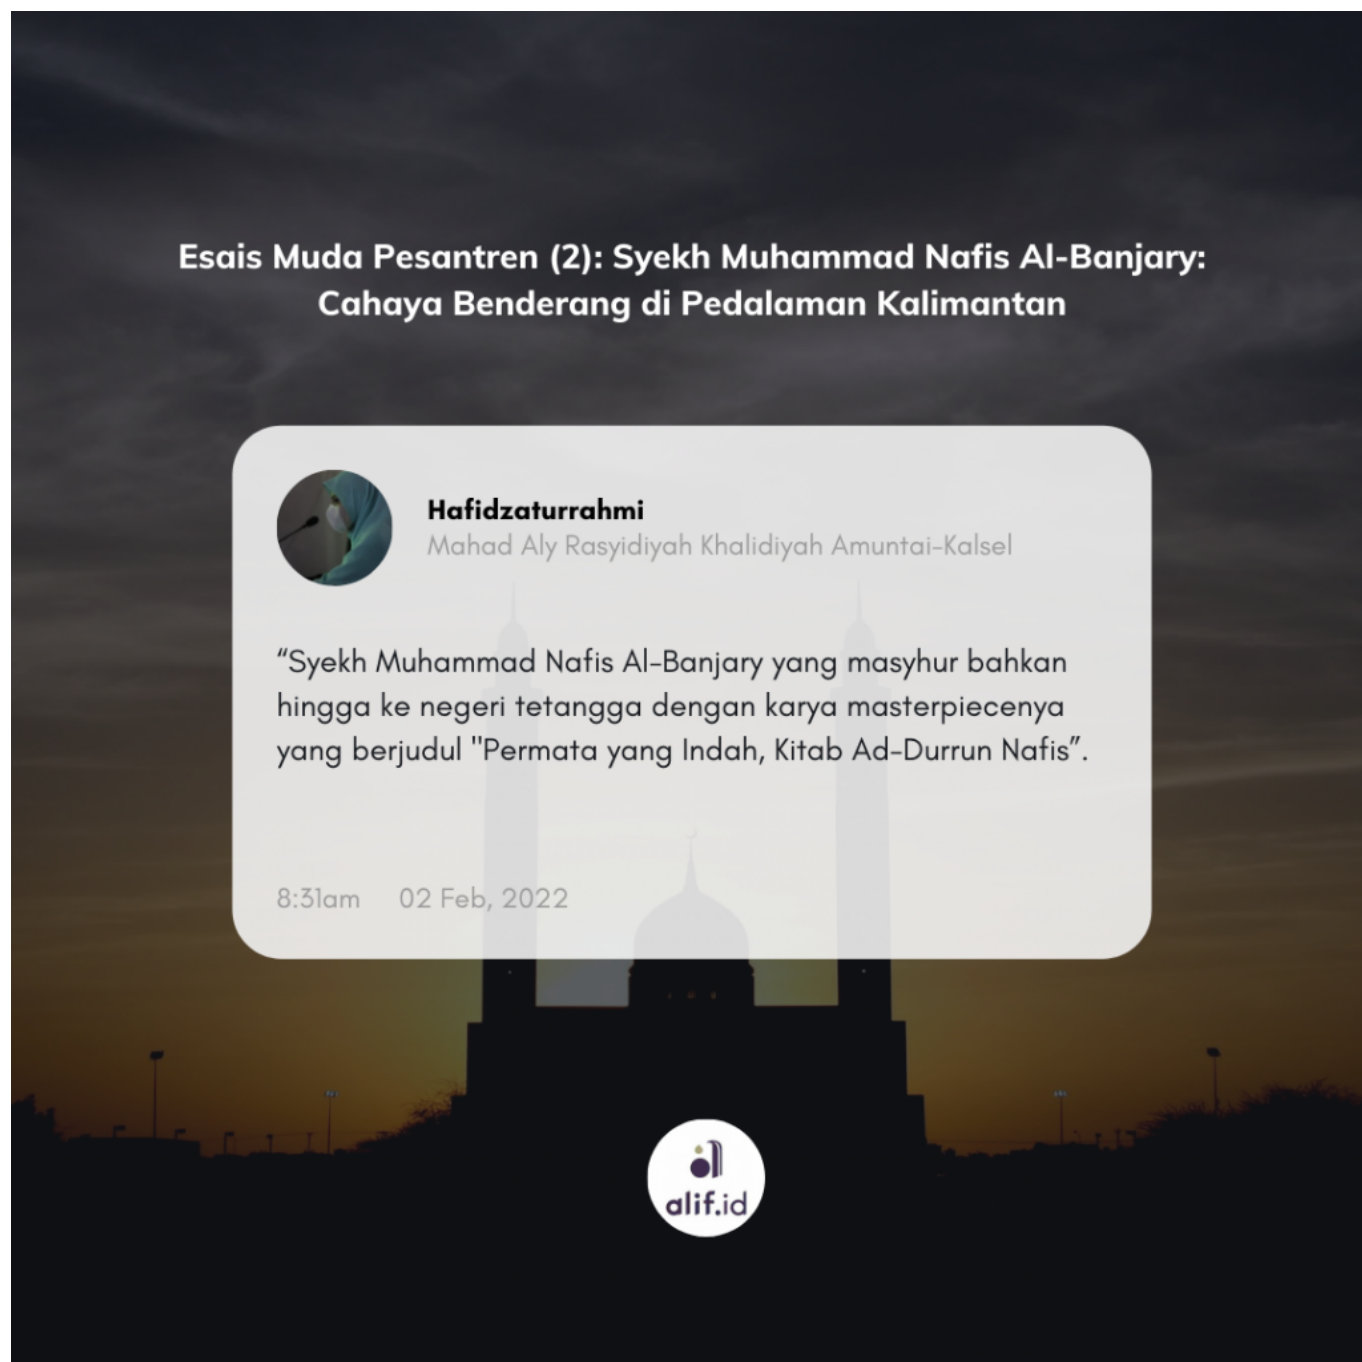 Esais Muda Pesantren (2): Syekh Muhammad Nafis Al-Banjary:
Cahaya Benderang di Pedalaman Kalimantan
Hafidzaturrahmi
Mahad Aly Rasyidiyah Khalidiyah Amuntai-Kalsel
“Syekh Muhammad Nafis Al-Banjary yang masyhur bahkan
hingga ke negeri tetangga dengan karya masterpiecenya
yang berjudul "Permata yang Indah, Kitab Ad-Durrun Nafis”.
8:31am 02 Feb, 2022
alif.id